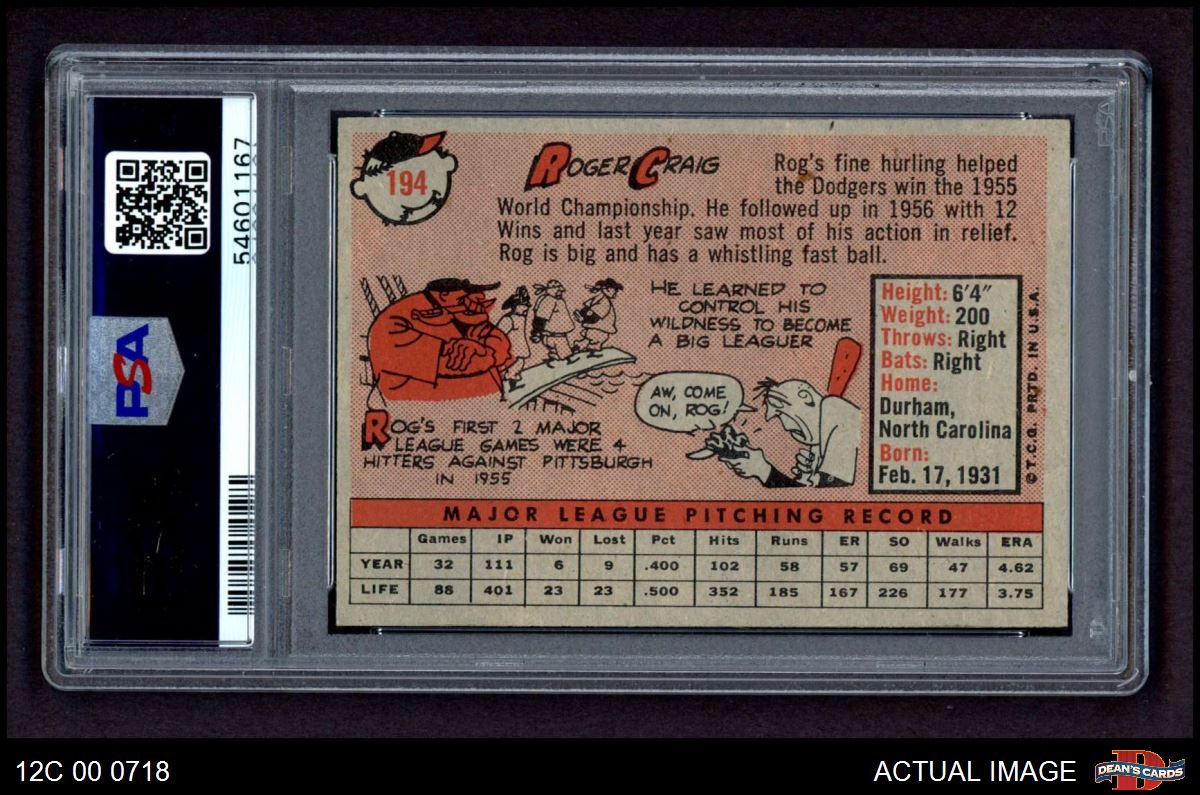 54601167
PSA
194
ROGER CRAIG
Rog's fine hurling helped
the Dodgers win the 1955
World Championship. He followed up in 1956 with 12
Wins and last year saw most of his action in relief.
Rog is big and has a whistling fast ball.
HE LEARNED TO
CONTROL HIS
WILDNESS TO BECOME
A BIG LEAGUER
AW, COME
ON, ROG!
ROG'S FIRST 2 MAJOR
LEAGUE GAMES WERE 4
HITTERS AGAINST PITTSBURGH
IN 1955
Height: 6'4"
Weight: 200
Throws: Right
Bats: Right
Home:
Durham,
North Carolina
Born:
Feb. 17, 1931
© T.C.G. PRTD. IN U.S.A.
MAJOR LEAGUE PITCHING RECORD
Games IP Won Lost Pct Hits Runs ER SO Walks ERA
YEAR 32 111 6 9 .400 102 58 57 69 47 4.62
LIFE 88 401 23 23 .500 352 185 167 226 177 3.75
PSA
12C 00 0718
ACTUAL IMAGE
DEAN'S CARDS